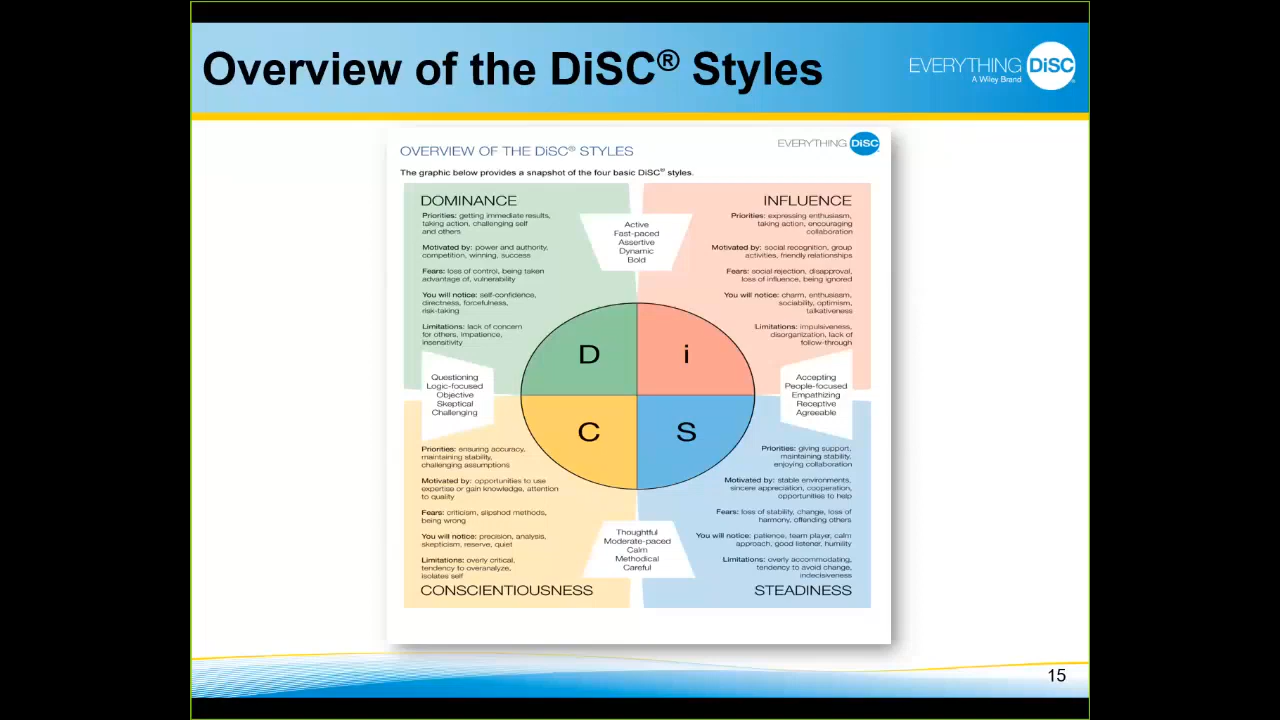 Overview of the DiSC® Styles
EVERYTHING DiSC
A Wiley Brand
EVERYTHING DiSC
OVERVIEW OF THE DiSC® STYLES
The graphic below provides a snapshot of the four basic DiSC® styles.
DOMINANCE
Priorities: getting immediate results,
taking action, challenging self
and others
Motivated by: power and authority,
competition, winning, success
Fears: loss of control, being taken
advantage of, vulnerability
You will notice: self-confidence,
directness, forcefulness,
risk-taking
Limitations: lack of concern
for others, impatience,
insensitivity
Active
Fast-paced
Assertive
Dynamic
Bold
INFLUENCE
Priorities: expressing enthusiasm,
taking action, encouraging
collaboration
Motivated by: social recognition, group
activities, friendly relationships
Fears: social rejection, disapproval,
loss of influence, being ignored
You will notice: charm, enthusiasm,
sociability, optimism,
talkativeness
Limitations: impulsiveness,
disorganization, lack of
follow-through
D
i
C
S
Questioning
Logic-focused
Objective
Skeptical
Challenging
Accepting
People-focused
Empathizing
Receptive
Agreeable
Priorities: ensuring accuracy,
maintaining stability,
challenging assumptions
Motivated by: opportunities to use
expertise or gain knowledge, attention
to quality
Fears: criticism, slipshod methods,
being wrong
You will notice: precision, analysis,
skepticism, reserve, quiet
Limitations: overly critical,
tendency to overanalyze,
isolates self
CONSCIENTIOUSNESS
Thoughtful
Moderate-paced
Calm
Methodical
Careful
Priorities: giving support,
maintaining stability,
enjoying collaboration
Motivated by: stable environments,
sincere appreciation, cooperation,
opportunities to help
Fears: loss of stability, change, loss of
harmony, offending others
You will notice: patience, team player, calm
approach, good listener, humility
Limitations: overly accommodating,
tendency to avoid change,
indecisiveness
STEADINESS
15